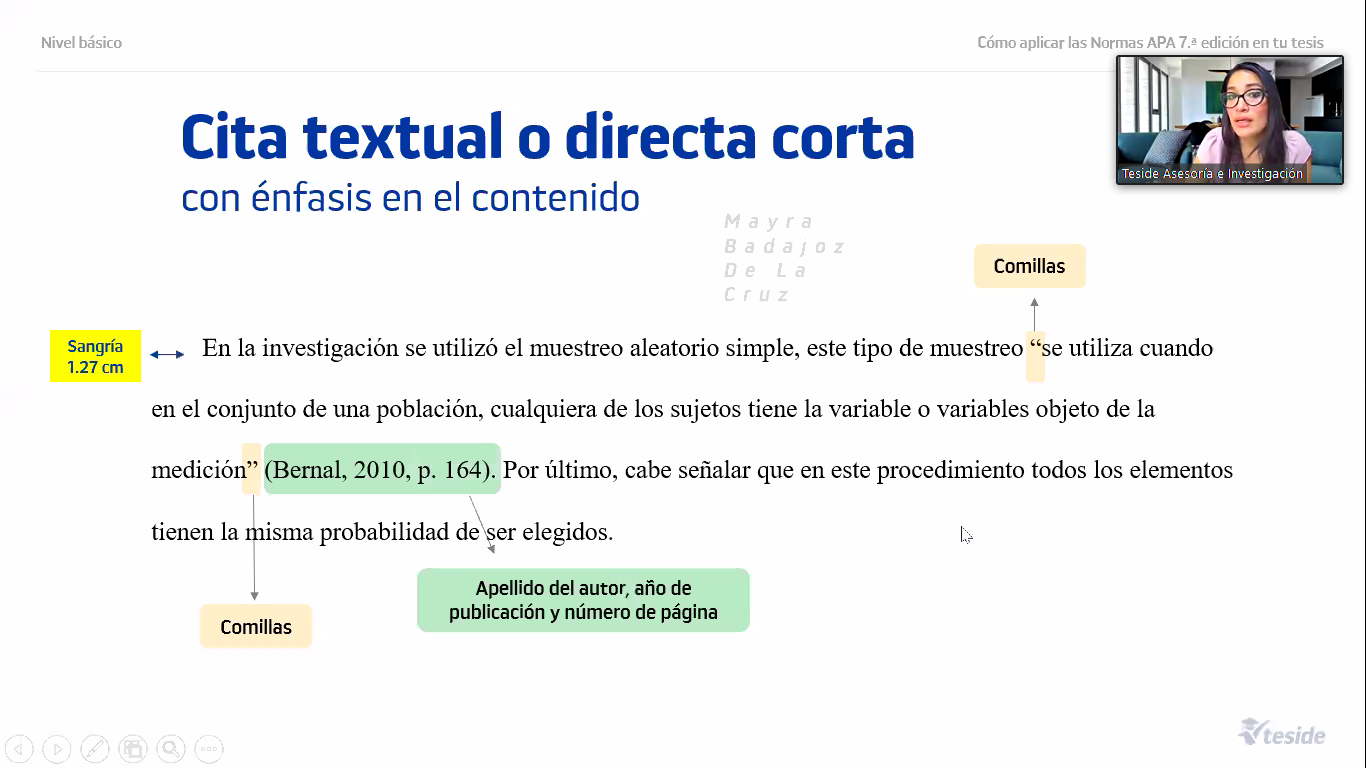 Nivel básico
Cómo aplicar las Normas APA 7.ª edición en tu tesis
Cita textual o directa corta
con énfasis en el contenido
Teside Asesoría e Investigación
Mayra
Badajoz
De La
Cruz
Comillas
Sangría
1.27 cm
En la investigación se utilizó el muestreo aleatorio simple, este tipo de muestreo “se utiliza cuando
en el conjunto de una población, cualquiera de los sujetos tiene la variable o variables objeto de la
medición” (Bernal, 2010, p. 164). Por último, cabe señalar que en este procedimiento todos los elementos
tienen la misma probabilidad de ser elegidos.
Apellido del autor, año de
publicación y número de página
Comillas
teside